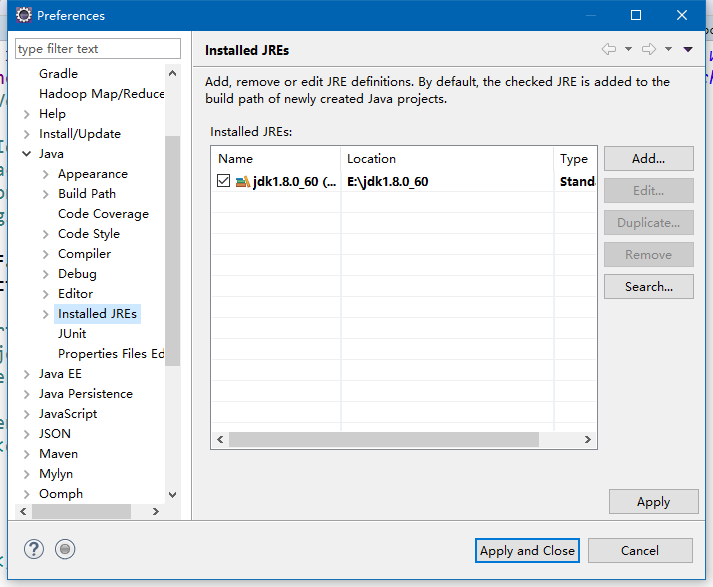 Preferences
type filter text
Gradle
Hadoop Map/Reduce
Help
Install/Update
Java
Appearance
Build Path
Code Coverage
Code Style
Compiler
Debug
Editor
Installed JREs
JUnit
Properties Files Ed
Java EE
Java Persistence
JavaScript
JSON
Maven
Mylyn
Oomph
Installed JREs
Add, remove or edit JRE definitions. By default, the checked JRE is added to the
build path of newly created Java projects.
Installed JREs:
Name Location Type
jdk1.8.0_60 (... E:\jdk1.8.0_60 Standa
Add...
Edit...
Duplicate...
Remove
Search...
Apply
Apply and Close
Cancel